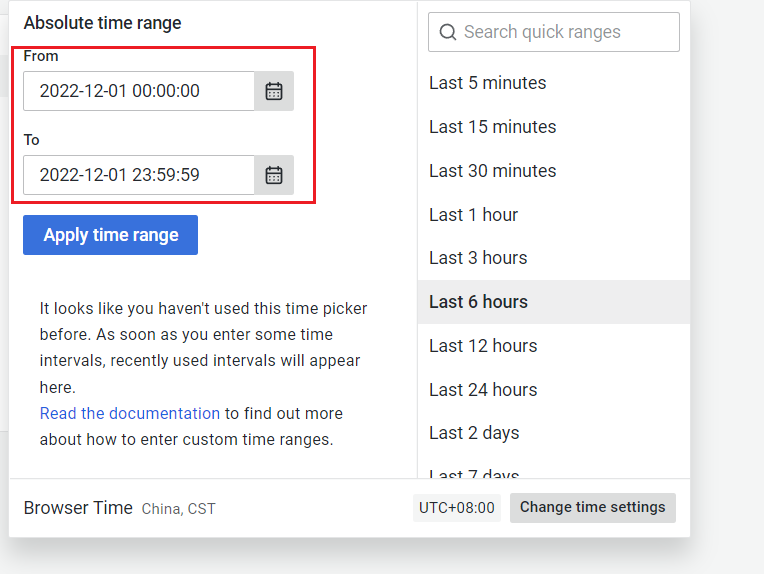 Absolute time range
From
2022-12-01 00:00:00
To
2022-12-01 23:59:59
Apply time range
It looks like you haven't used this time picker
before. As soon as you enter some time
intervals, recently used intervals will appear
here.
Read the documentation to find out more
about how to enter custom time ranges.
Search quick ranges
Last 5 minutes
Last 15 minutes
Last 30 minutes
Last 1 hour
Last 3 hours
Last 6 hours
Last 12 hours
Last 24 hours
Last 2 days
Last 7 days
Browser Time China, CST
UTC+08:00
Change time settings